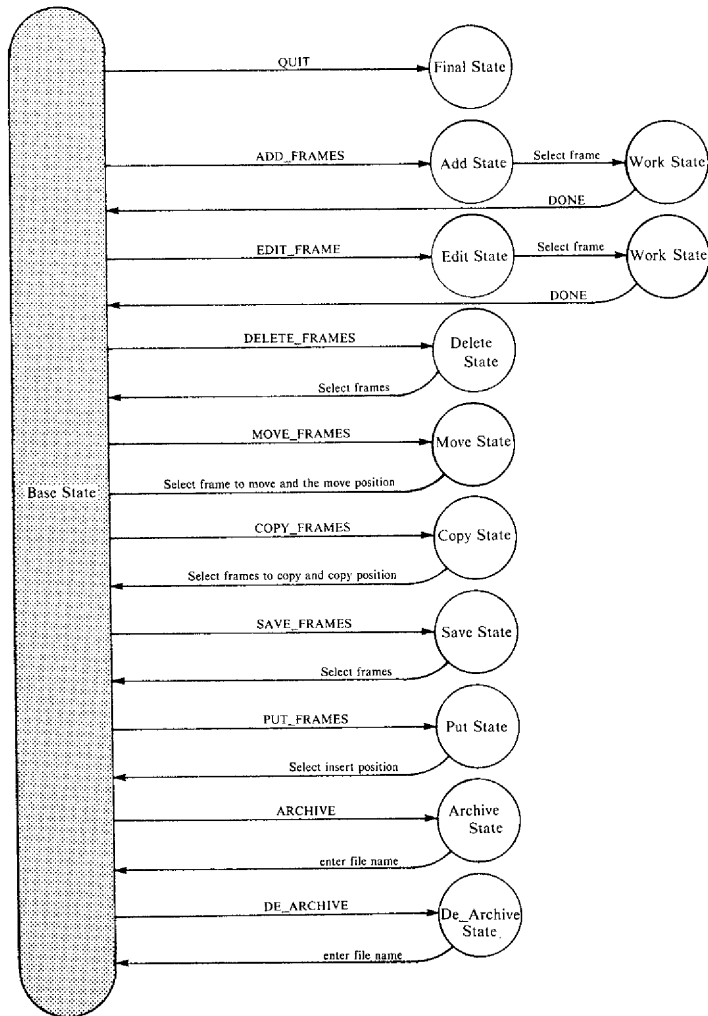 QUIT
Final State
ADD_FRAMES
Add State
Select frame
Work State
DONE
EDIT_FRAME
Edit State
Select frame
Work State
DONE
DELETE_FRAMES
Delete
State
Select frames
MOVE_FRAMES
Move State
Base State
Select frame to move and the move position
COPY_FRAMES
Copy State
Select frames to copy and copy position
SAVE_FRAMES
Save State
Select frames
PUT_FRAMES
Put State
Select insert position
ARCHIVE
Archive
State
enter file name
DE_ARCHIVE
De_Archive
State
enter file name